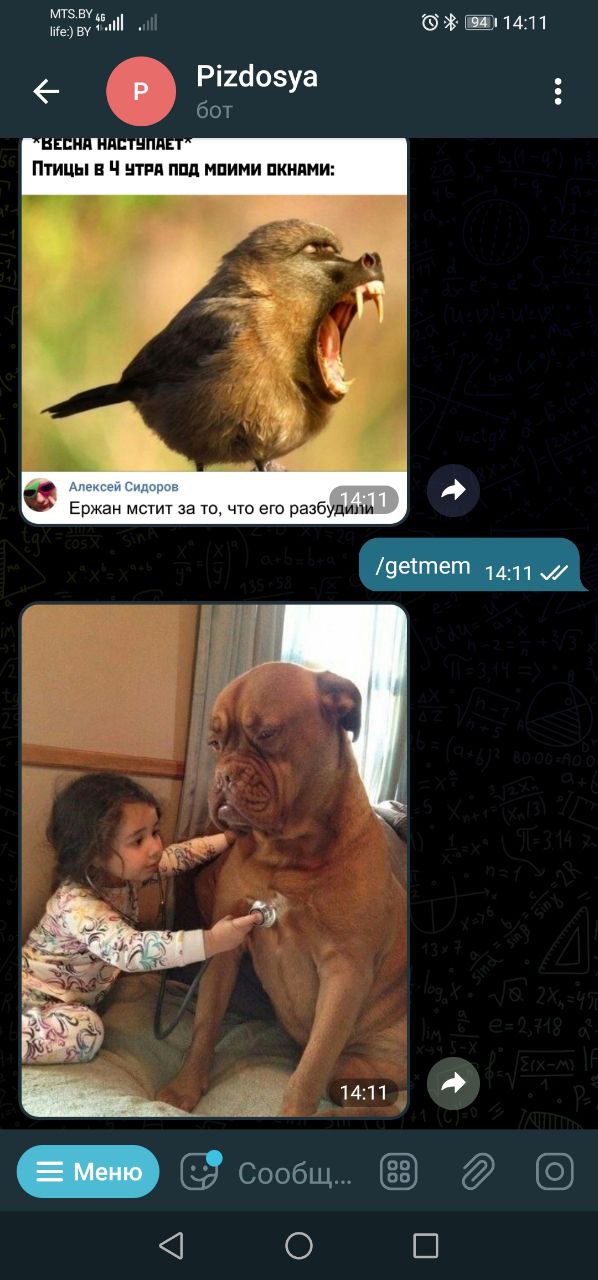 MTS.BY 4G
life:) BY
94 14:11
P
Pizdosya
бот
*ВЕСНА НАСТУПАЕТ*
ПТИЦЫ В 4 УТРА ПОД МОИМИ ОКНАМИ:
Алексей Сидоров
Ержан мстит за то, что его разбудили
14:11
/getmem 14:11
14:11
Меню
Сообщ...